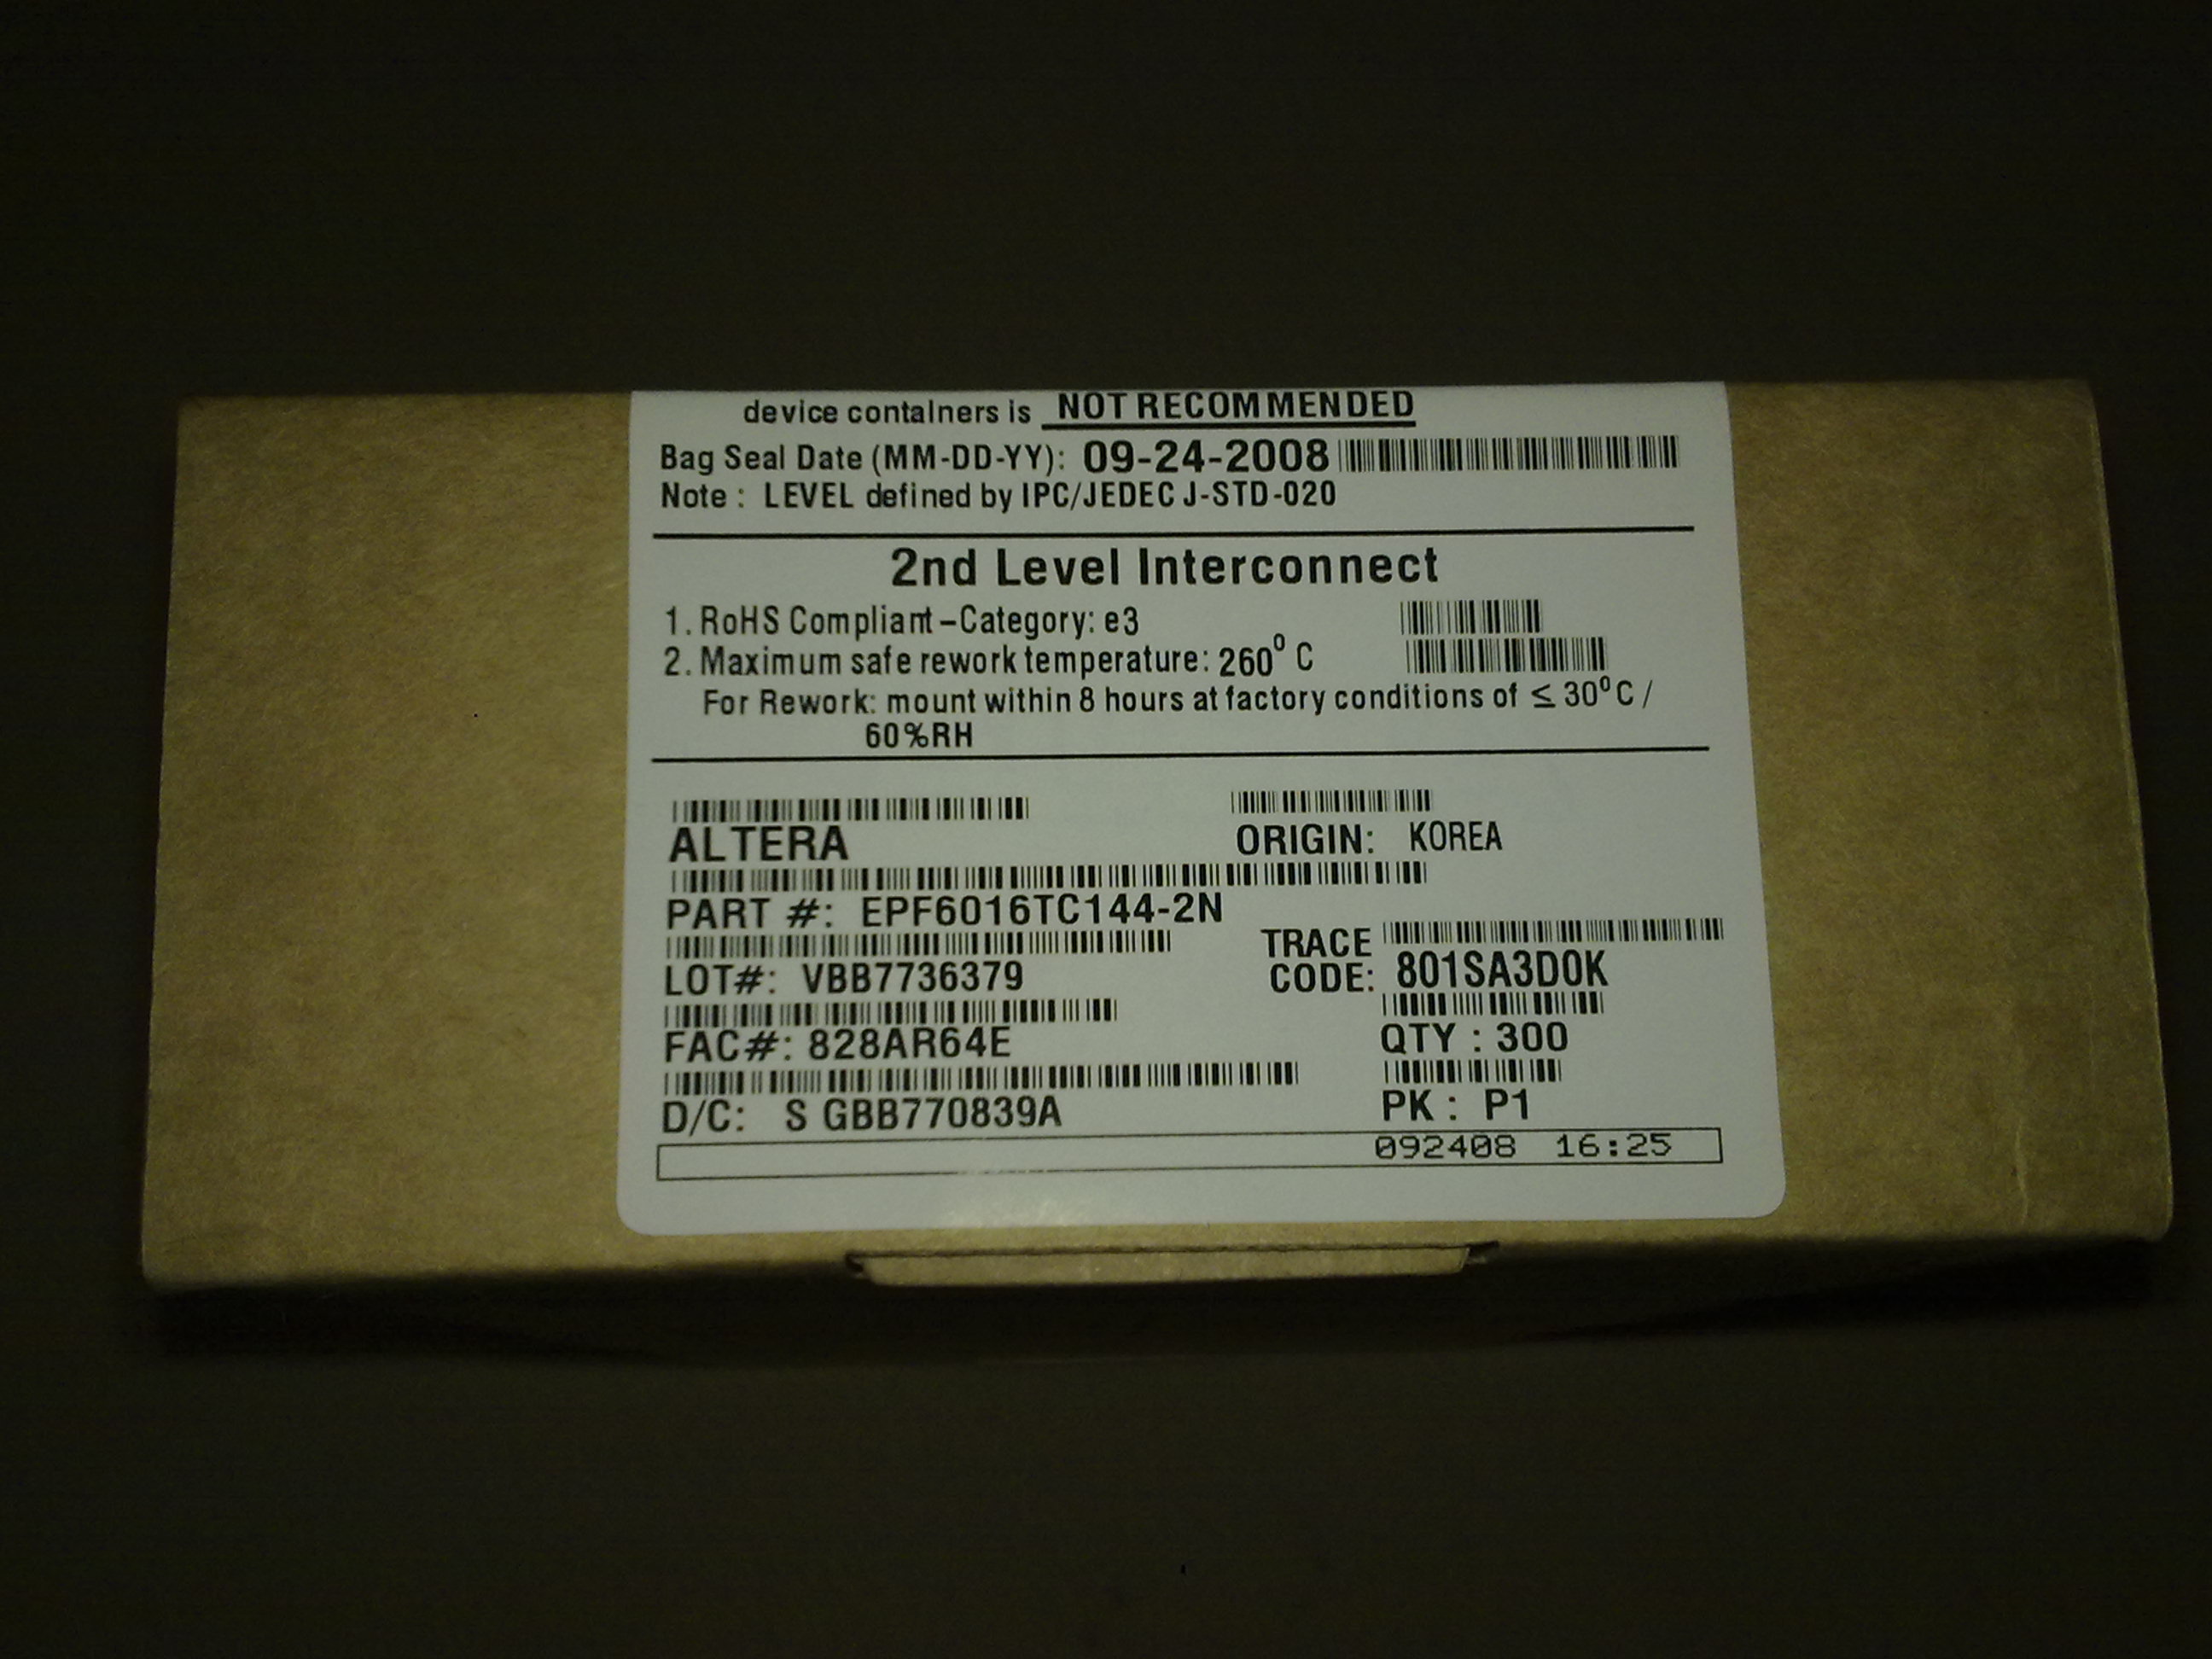 device containers is NOT RECOMMENDED
Bag Seal Date (MM-DD-YY): 09-24-2008
Note : LEVEL defined by IPC/JEDEC J-STD-020
2nd Level Interconnect
1. RoHS Compliant -Category: e3
2. Maximum safe rework temperature: 260⁰ C
For Rework: mount within 8 hours at factory conditions of ≤ 30⁰C /
60%RH
ALTERA ORIGIN: KOREA
PART #: EPF6016TC144-2N
TRACE
LOT#: VBB7736379 CODE: 801SA3D0K
FAC#: 828AR64E QTY : 300
D/C: S GBB770839A PK : P1
092408 16:25